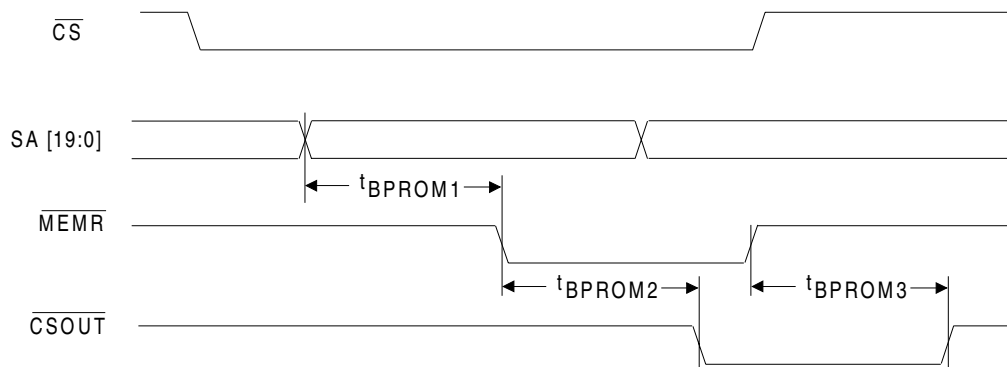 CS
SA [19:0]
tBPROM1
MEMR
tBPROM2
tBPROM3
CSOUT